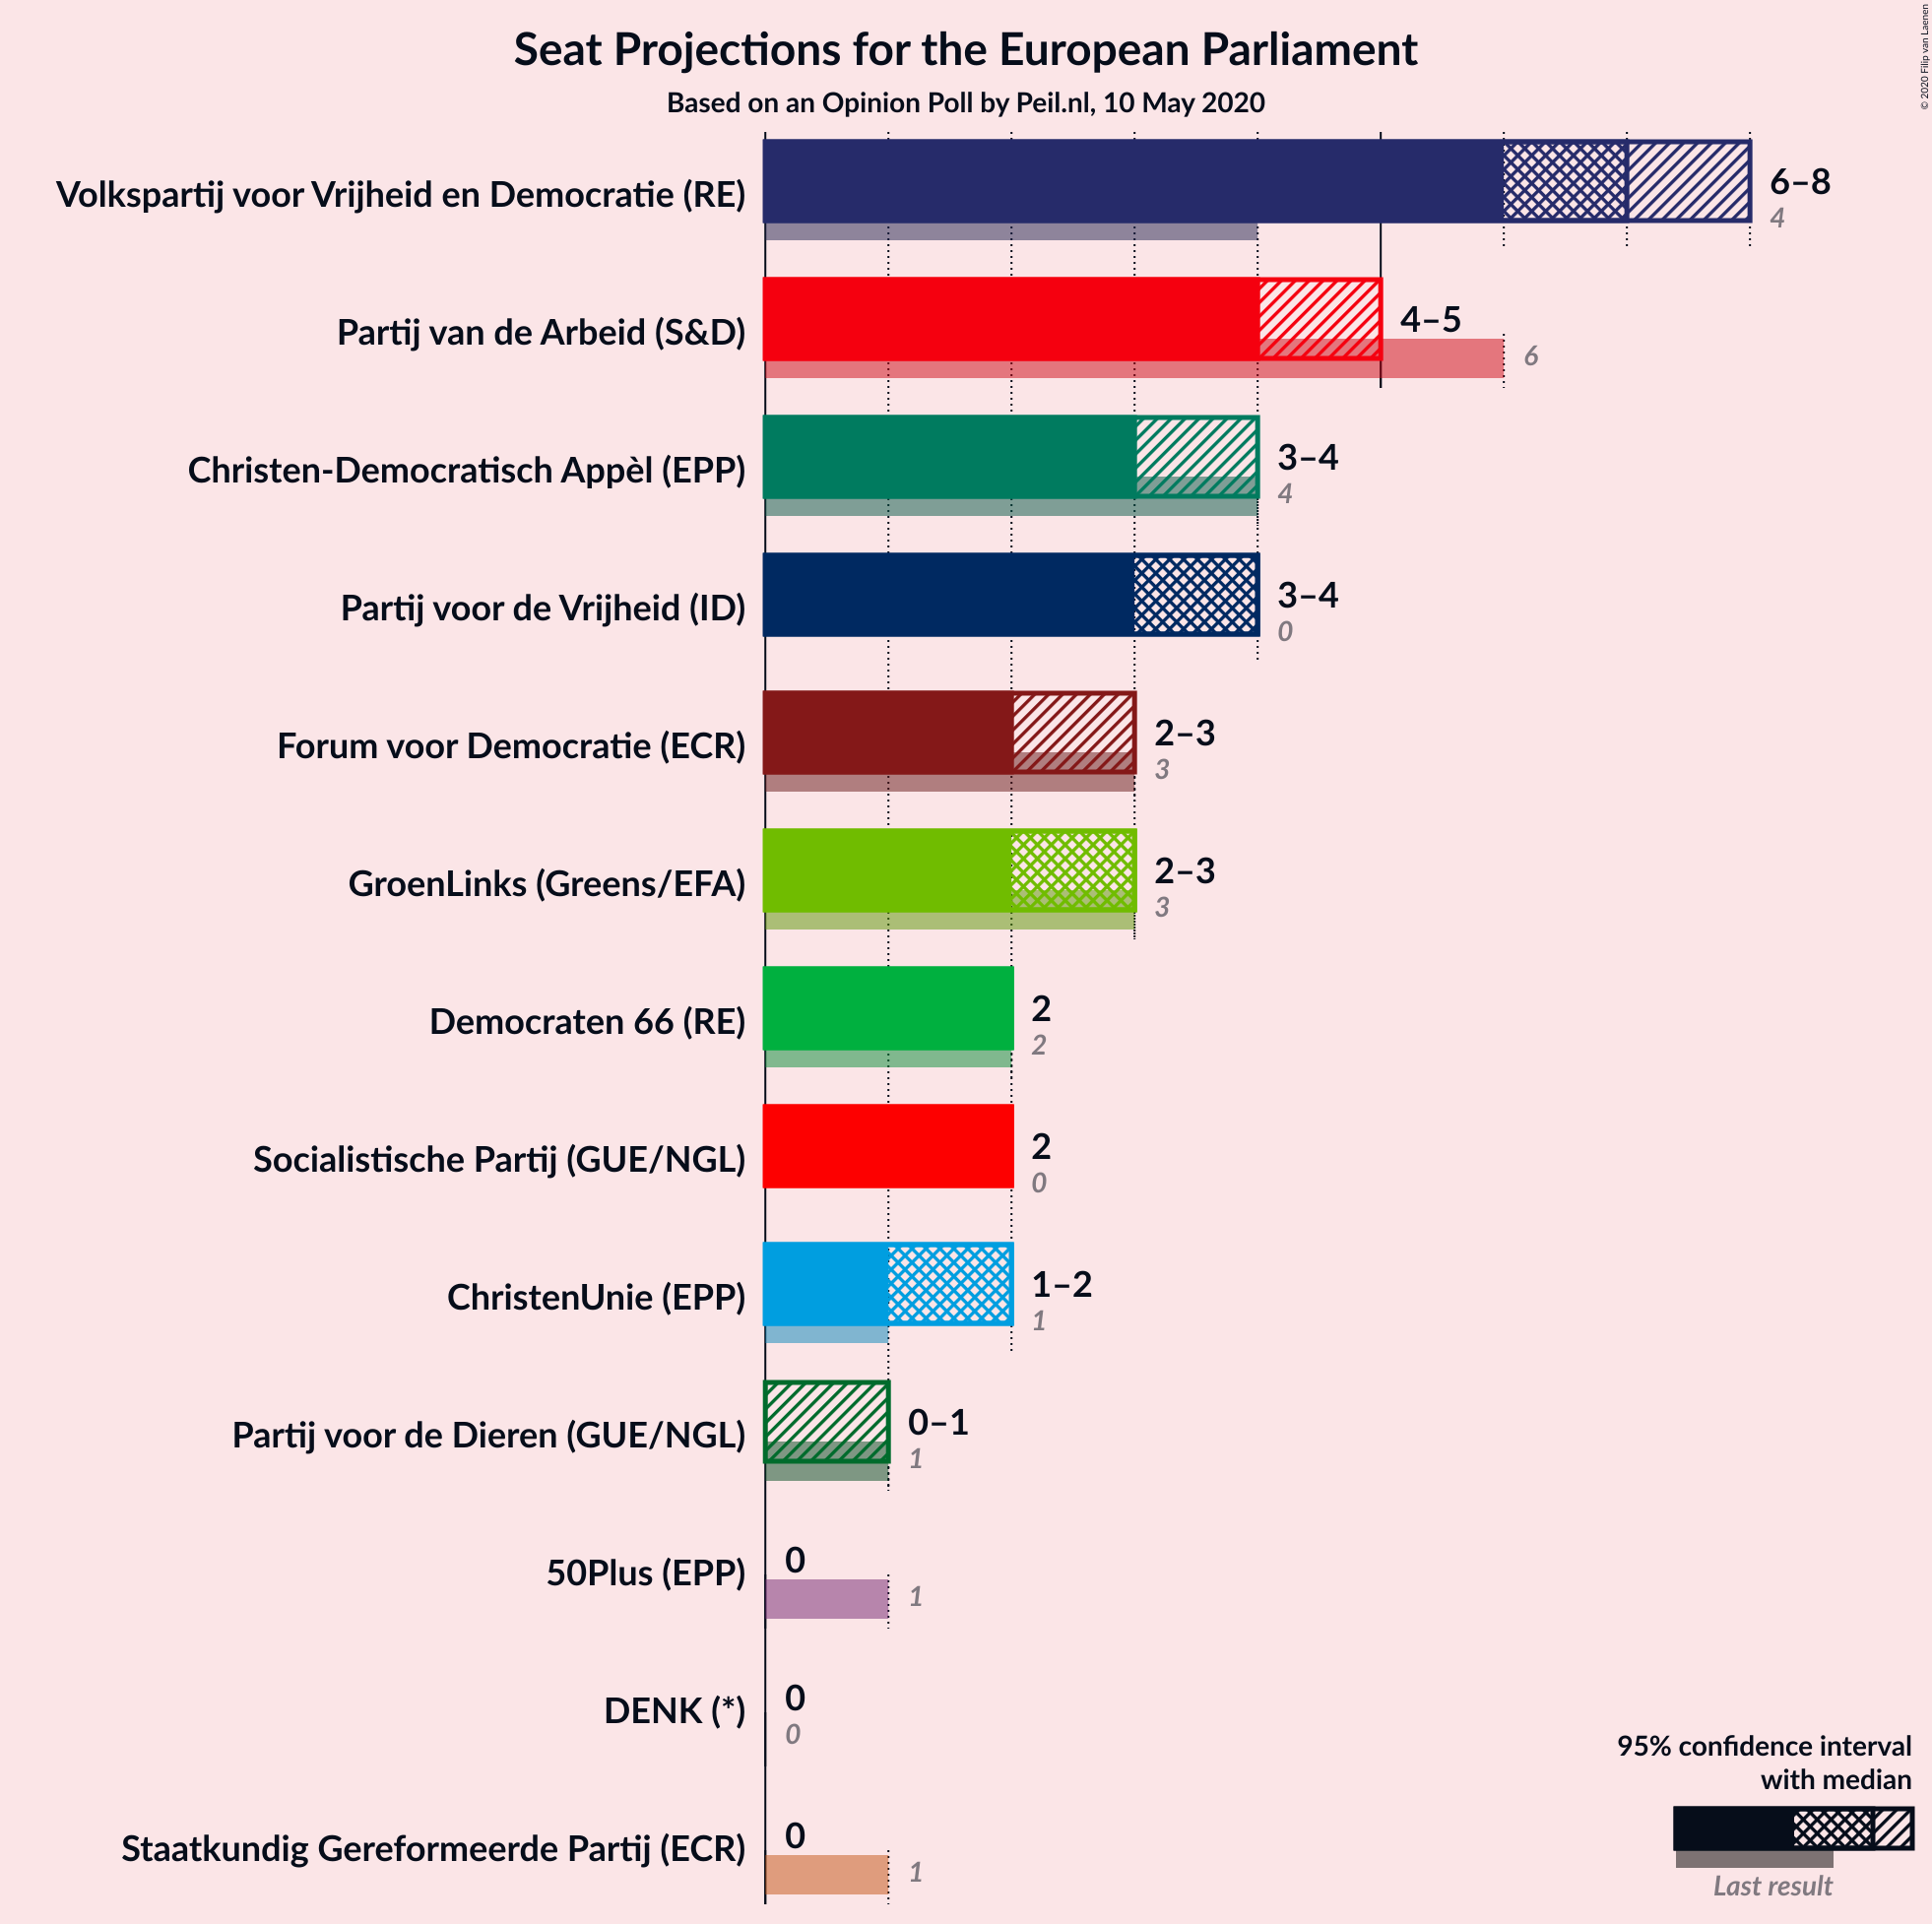 Seat Projections for the European Parliament
Based on an Opinion Poll by Peil.nl, 10 May 2020
© 2020 Filip van Laenen
Volkspartij voor Vrijheid en Democratie (RE)
6–8
4
Partij van de Arbeid (S&D)
4–5
6
Christen-Democratisch Appèl (EPP)
3–4
4
Partij voor de Vrijheid (ID)
3–4
0
Forum voor Democratie (ECR)
2–3
3
GroenLinks (Greens/EFA)
2–3
3
Democraten 66 (RE)
2
2
Socialistische Partij (GUE/NGL)
2
0
ChristenUnie (EPP)
1–2
1
Partij voor de Dieren (GUE/NGL)
0–1
1
50Plus (EPP)
0
1
DENK (*)
0
0
Staatkundig Gereformeerde Partij (ECR)
0
1
95% confidence interval
with median
Last result